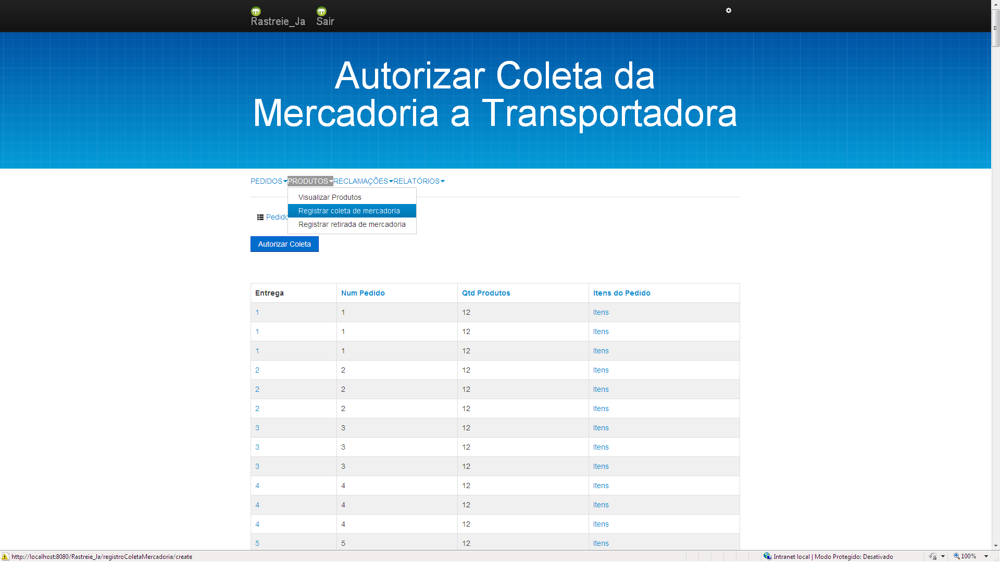 Rastreie_Ja Sair
Autorizar Coleta da
Mercadoria a Transportadora
PEDIDOS PRODUTOS RECLAMAÇÕES RELATÓRIOS
Visualizar Produtos
Registrar coleta de mercadoria
Pedido
Registrar retirada de mercadoria
Autorizar Coleta
Entrega Num Pedido Qtd Produtos Itens do Pedido
1 1 12 Itens
1 1 12 Itens
1 1 12 Itens
2 2 12 Itens
2 2 12 Itens
2 2 12 Itens
3 3 12 Itens
3 3 12 Itens
3 3 12 Itens
4 4 12 Itens
4 4 12 Itens
4 4 12 Itens
5 5 12 Itens
http://localhost:8080/Rastreie_Ja/registroColetaMercadoria/create Intranet local | Modo Protegido: Desativado 100%